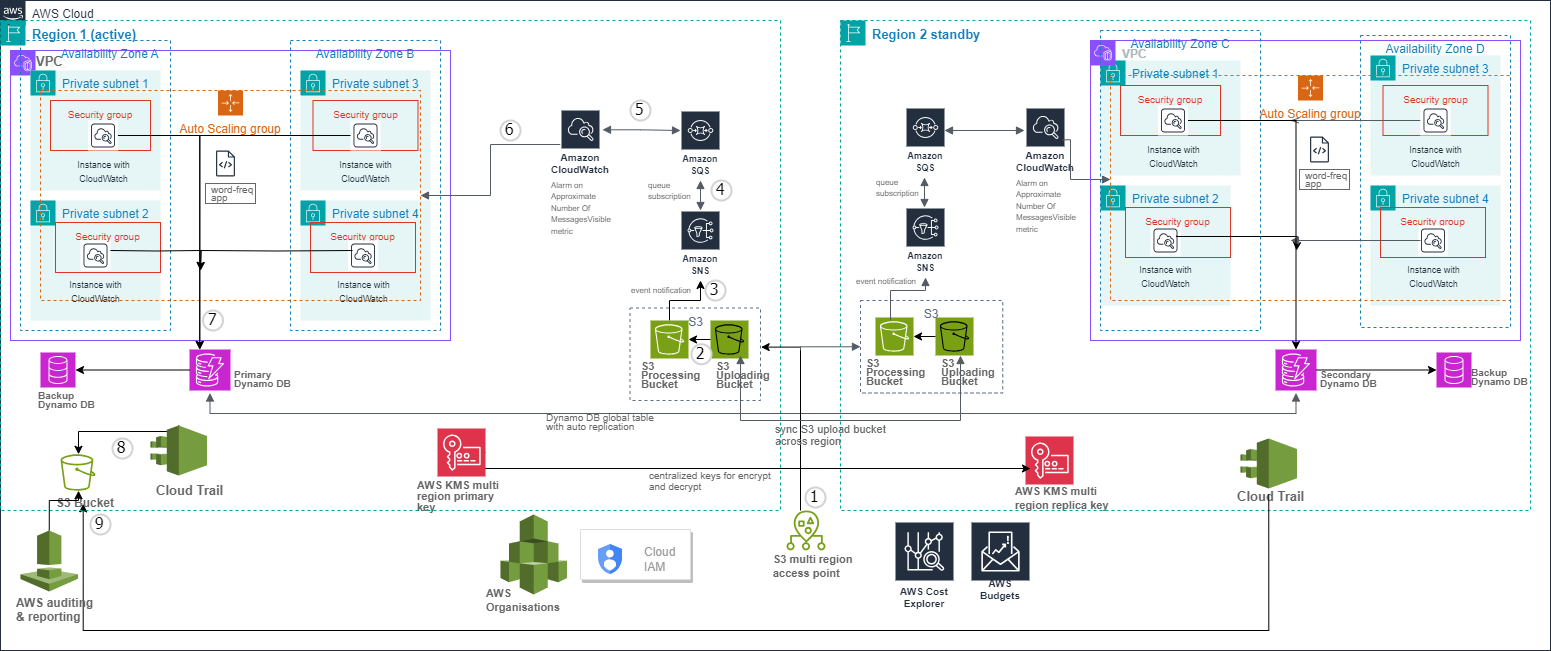 aws
AWS Cloud
Region 1 (active)
Availability Zone A
Availability Zone B
VPC
Private subnet 1
Private subnet 3
Security group
Security group
Auto Scaling group
Instance with
CloudWatch
Instance with
CloudWatch
word-freq
app
Private subnet 2
Private subnet 4
Security group
Security group
Instance with
CloudWatch
Instance with
CloudWatch
7
Backup
Dynamo DB
Primary
Dynamo DB
6
5
Amazon
CloudWatch
Amazon
SQS
Alarm on
Approximate
Number Of
MessagesVisible
metric
queue
subscription
4
Amazon
SNS
event notification
3
S3
2
S3
Processing
Bucket
S3
Uploading
Bucket
Dynamo DB global table
with auto replication
sync S3 upload bucket
across region
8
Cloud Trail
S3 Bucket
9
AWS auditing
& reporting
AWS KMS multi
region primary
key
centralized keys for encrypt
and decrypt
AWS
Organisations
Cloud
IAM
1
S3 multi region
access point
Region 2 standby
Amazon
SQS
Amazon
CloudWatch
queue
subscription
Alarm on
Approximate
Number Of
MessagesVisible
metric
Amazon
SNS
event notification
S3
S3
Processing
Bucket
S3
Uploading
Bucket
Availability Zone C
Availability Zone D
VPC
Private subnet 1
Private subnet 3
Security group
Security group
Auto Scaling group
Instance with
CloudWatch
Instance with
CloudWatch
word-freq
app
Private subnet 2
Private subnet 4
Security group
Security group
Instance with
CloudWatch
Instance with
CloudWatch
Secondary
Dynamo DB
Backup
Dynamo DB
AWS KMS multi
region replica key
Cloud Trail
AWS Cost
Explorer
AWS
Budgets